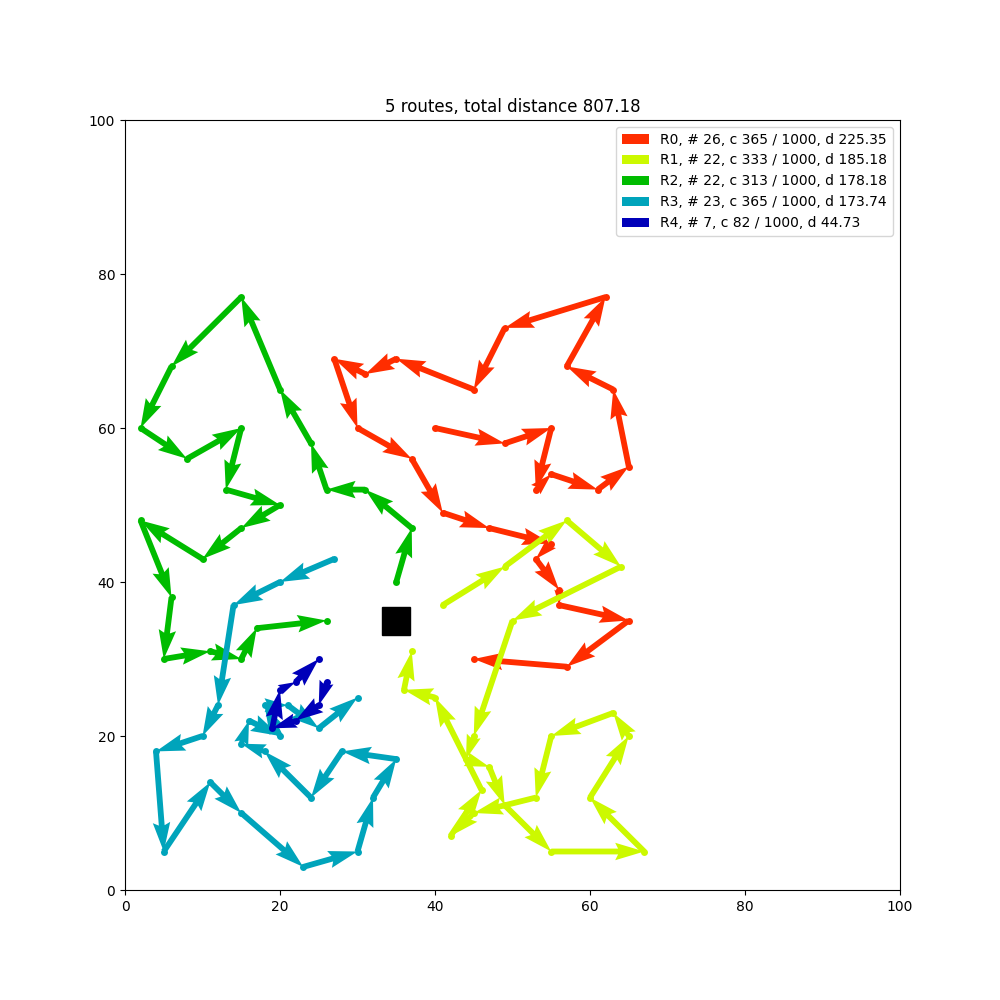 5 routes, total distance 807.18
R0, # 26, c 365 / 1000, d 225.35
R1, # 22, c 333 / 1000, d 185.18
R2, # 22, c 313 / 1000, d 178.18
R3, # 23, c 365 / 1000, d 173.74
R4, # 7, c 82 / 1000, d 44.73
100
80
60
40
20
0
0 20 40 60 80 100